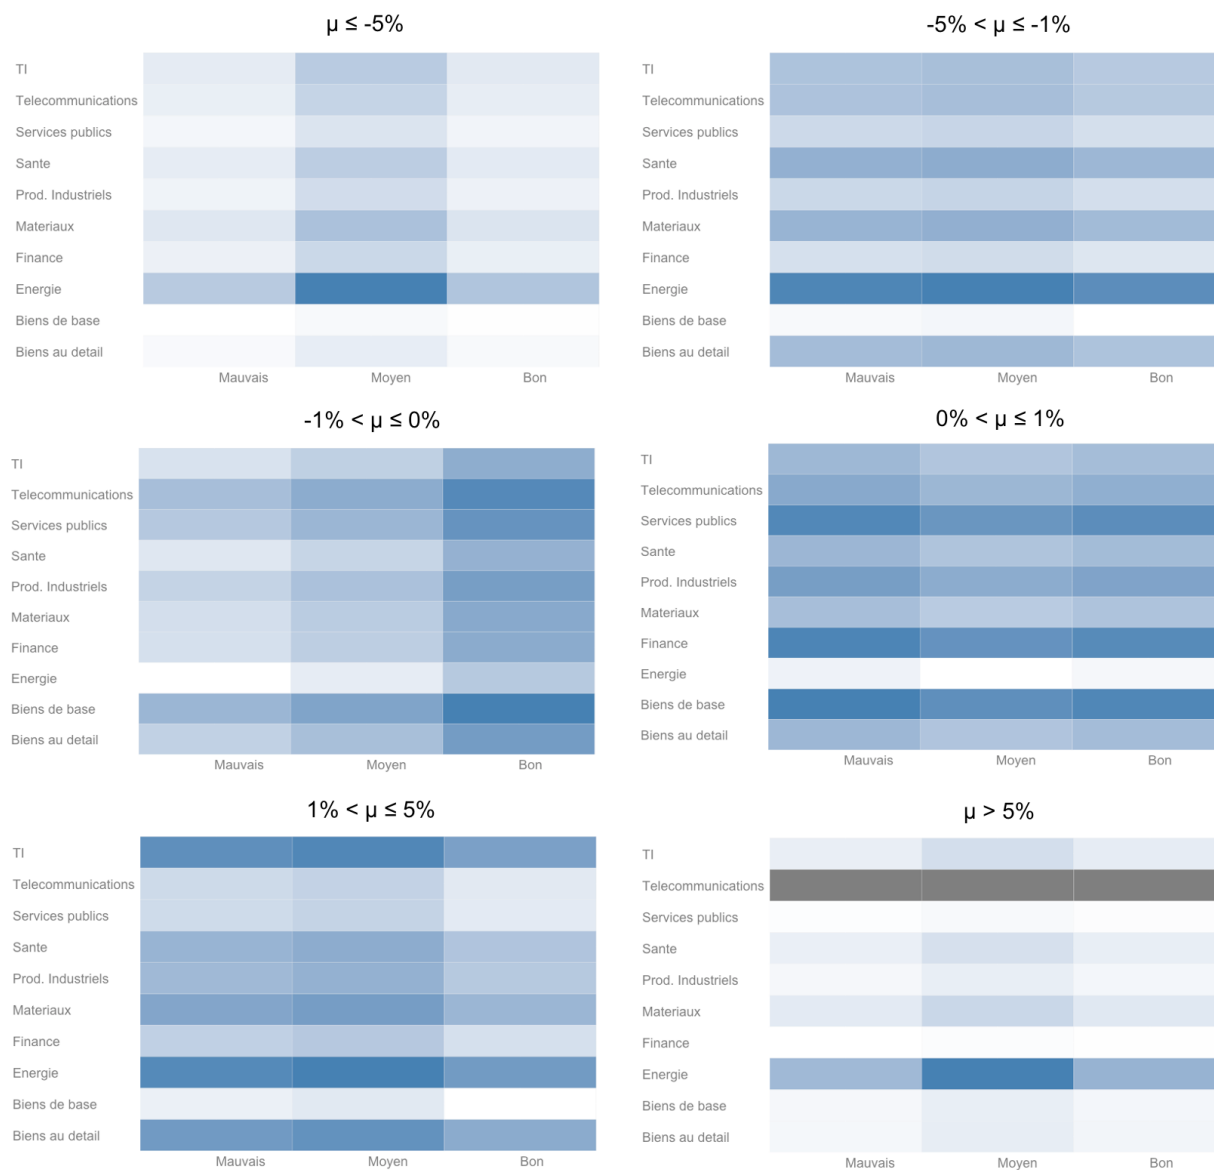 μ ≤ -5%
TI
Telecommunications
Services publics
Sante
Prod. Industriels
Materiaux
Finance
Energie
Biens de base
Biens au detail
Mauvais Moyen Bon
-5% < μ ≤ -1%
TI
Telecommunications
Services publics
Sante
Prod. Industriels
Materiaux
Finance
Energie
Biens de base
Biens au detail
Mauvais Moyen Bon
-1% < μ ≤ 0%
TI
Telecommunications
Services publics
Sante
Prod. Industriels
Materiaux
Finance
Energie
Biens de base
Biens au detail
Mauvais Moyen Bon
0% < μ ≤ 1%
TI
Telecommunications
Services publics
Sante
Prod. Industriels
Materiaux
Finance
Energie
Biens de base
Biens au detail
Mauvais Moyen Bon
1% < μ ≤ 5%
TI
Telecommunications
Services publics
Sante
Prod. Industriels
Materiaux
Finance
Energie
Biens de base
Biens au detail
Mauvais Moyen Bon
μ > 5%
TI
Telecommunications
Services publics
Sante
Prod. Industriels
Materiaux
Finance
Energie
Biens de base
Biens au detail
Mauvais Moyen Bon